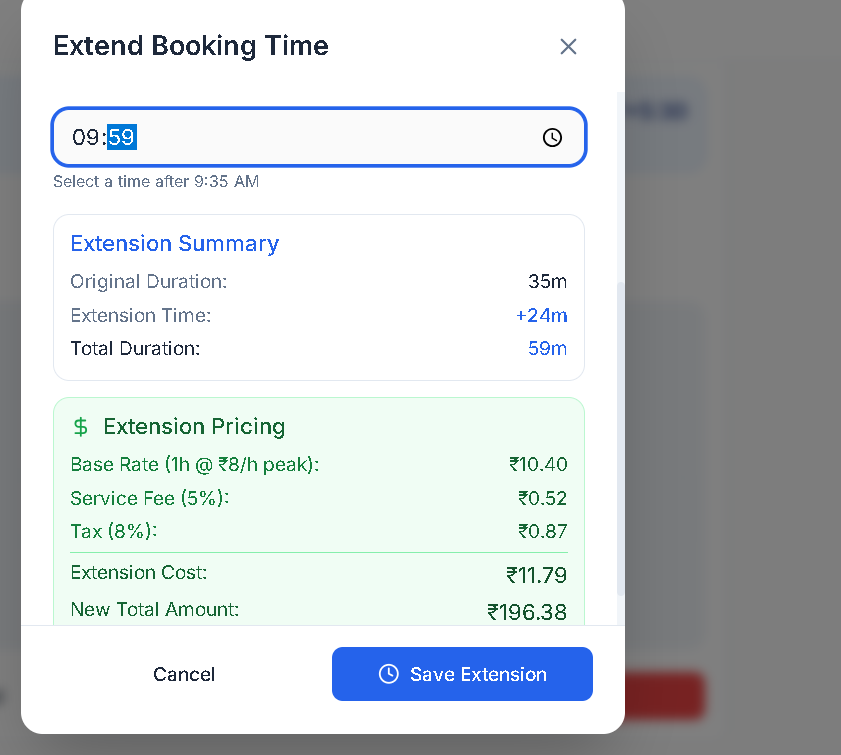 Extend Booking Time
09:59
Select a time after 9:35 AM
Extension Summary
Original Duration: 35m
Extension Time: +24m
Total Duration: 59m
$ Extension Pricing
Base Rate (1h @ ₹8/h peak): ₹10.40
Service Fee (5%): ₹0.52
Tax (8%): ₹0.87
Extension Cost: ₹11.79
New Total Amount: ₹196.38
Cancel
Save Extension